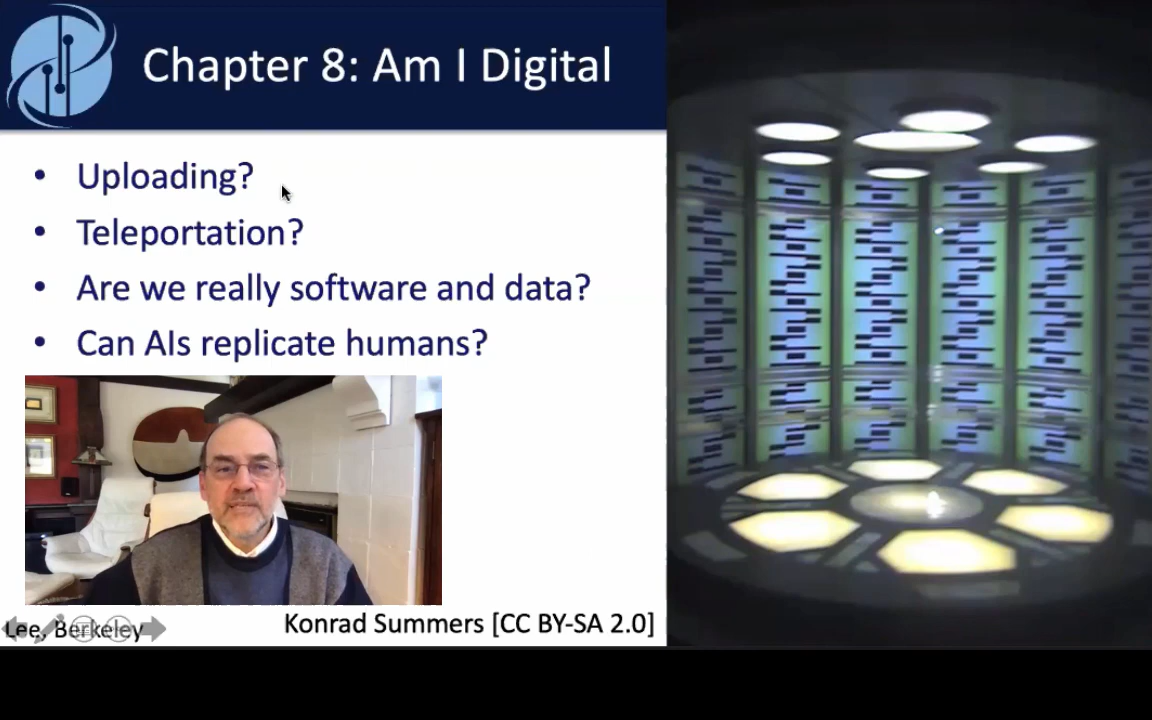 Chapter 8: Am I Digital
• Uploading?
• Teleportation?
• Are we really software and data?
• Can AIs replicate humans?
Lee, Berkeley
Konrad Summers [CC BY-SA 2.0]